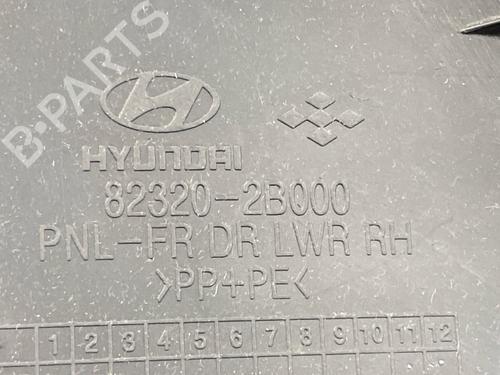 B-PARTS
HYUNDAI
82320-2B000
PNL-FR DR LWR RH
>PP+PE<
1 2 3 4 5 6 7 8 9 10 11 12
B-PARTS